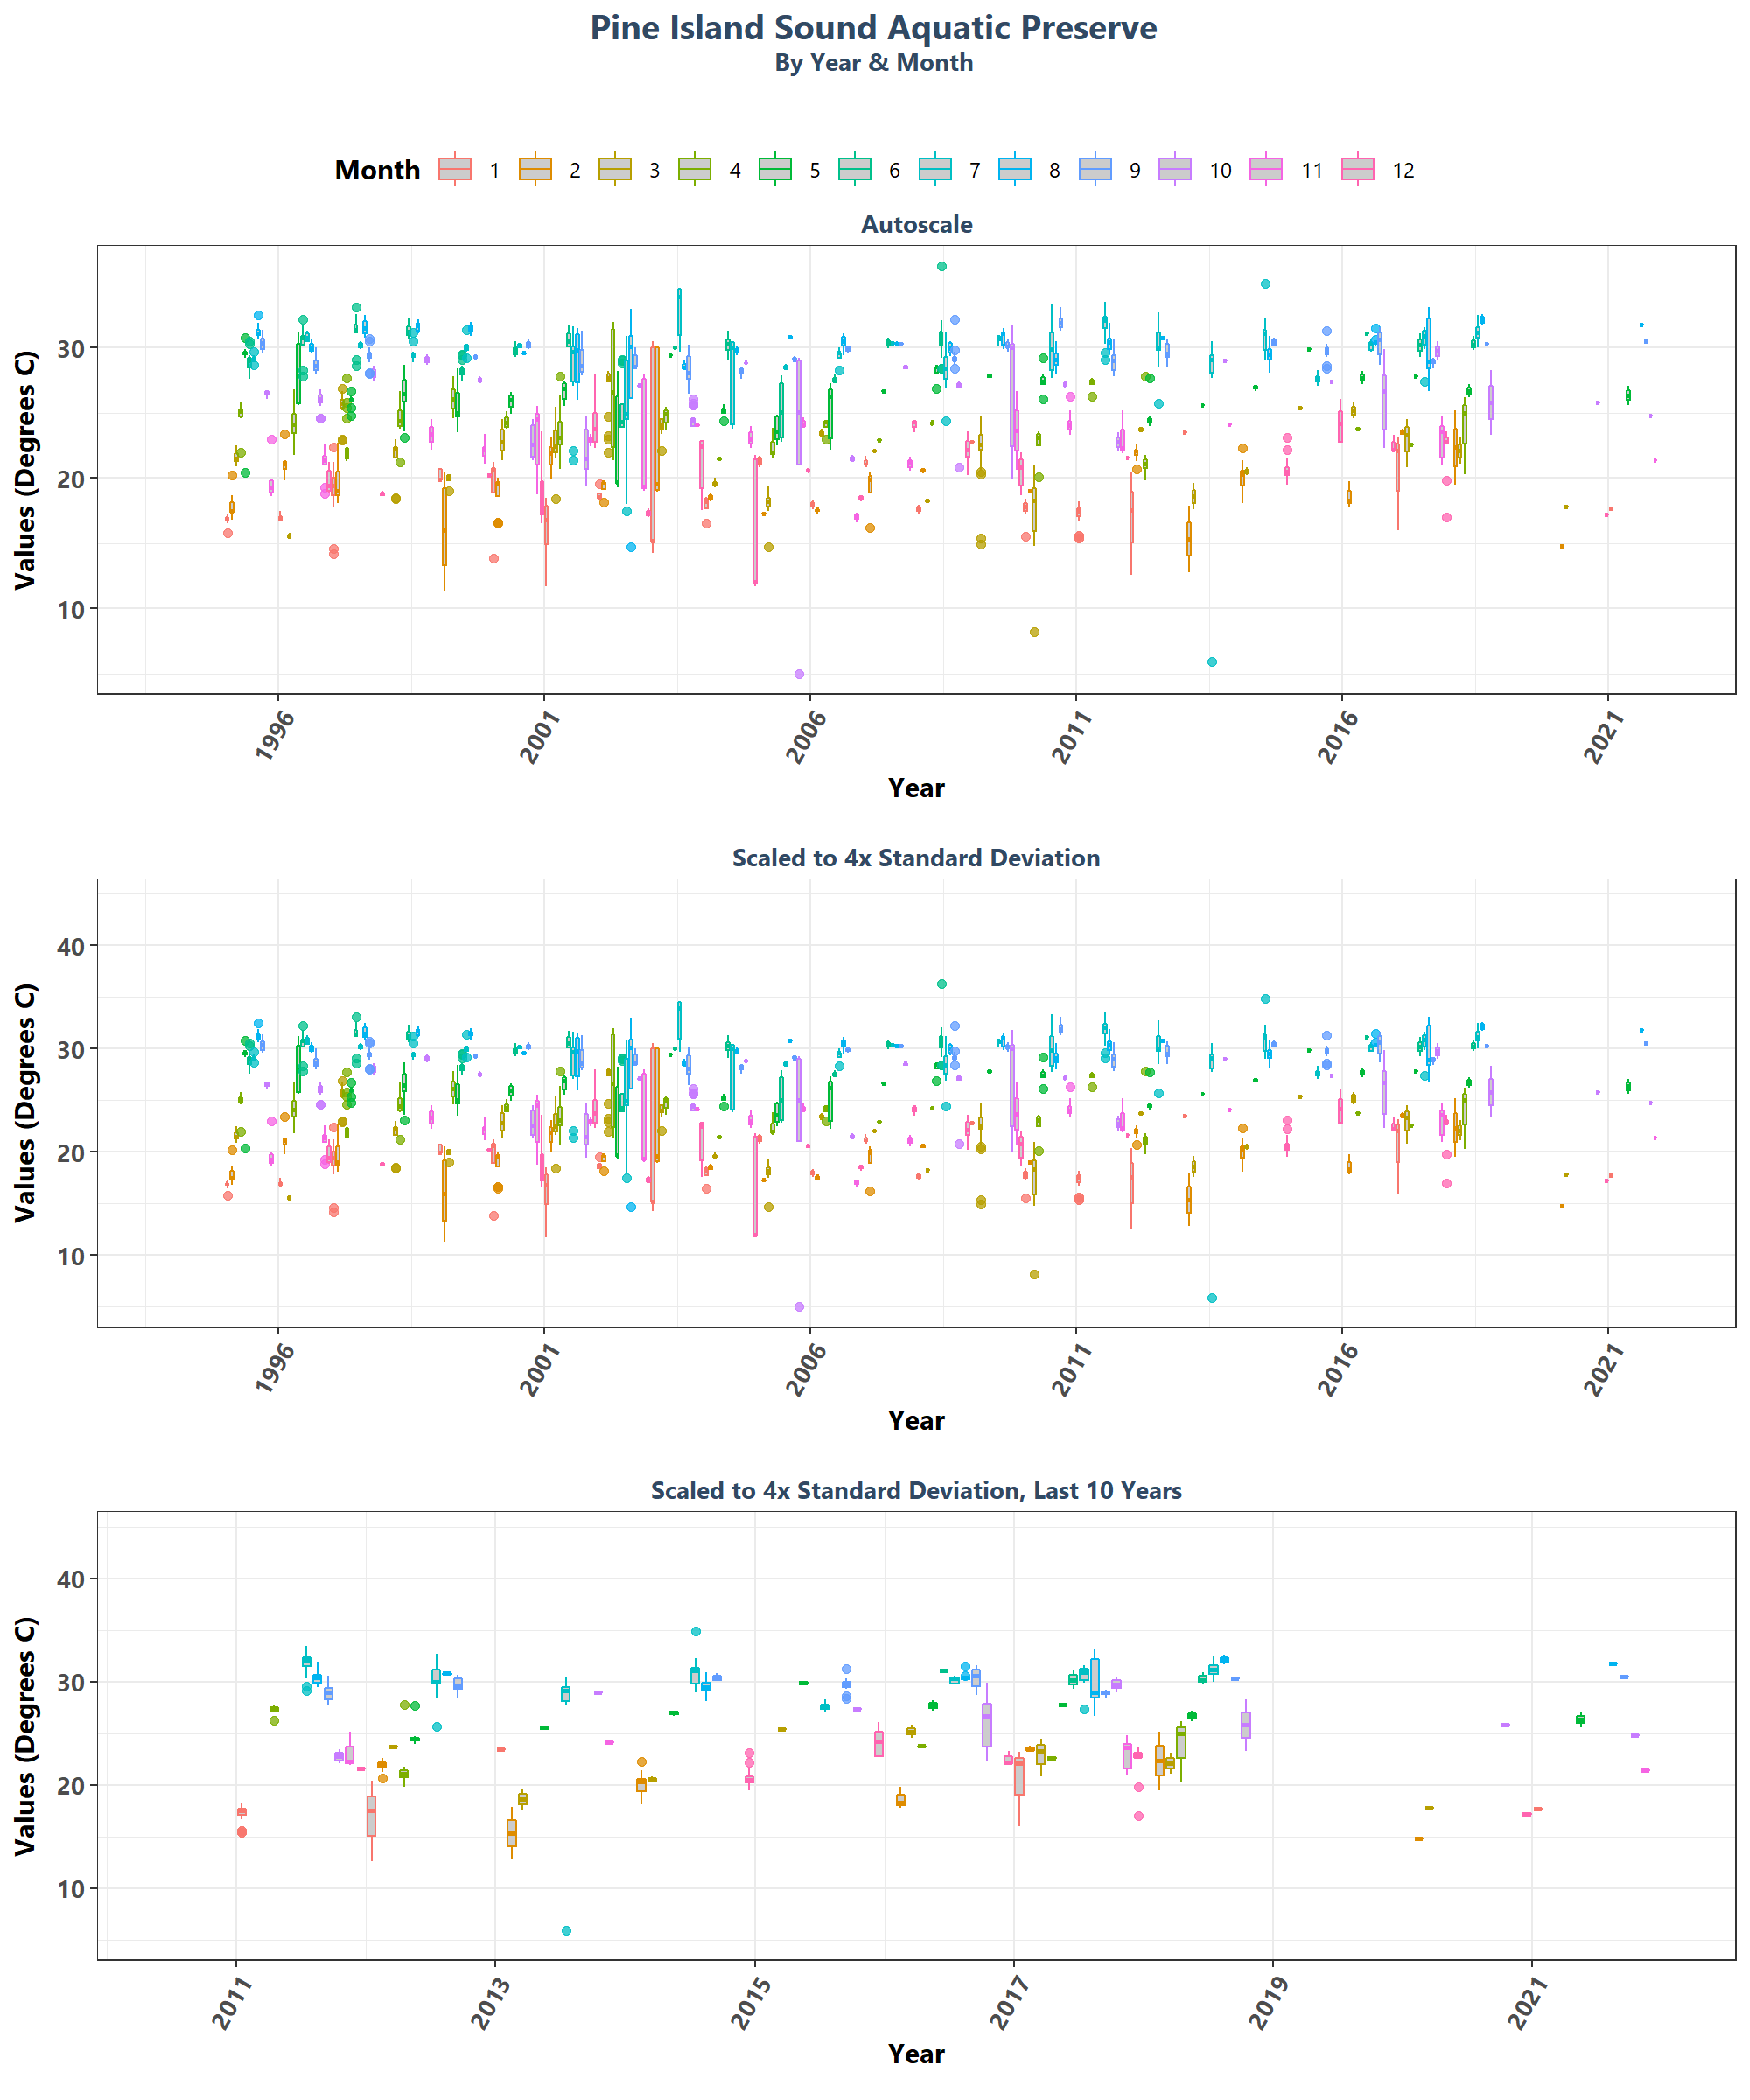 Pine Island Sound Aquatic Preserve
By Year & Month
Month 1 2 3 4 5 6 7 8 9 10 11 12
Autoscale
Values (Degrees C)
30
20
10
1996 2001 2006 2011 2016 2021
Year
Scaled to 4x Standard Deviation
Values (Degrees C)
40
30
20
10
1996 2001 2006 2011 2016 2021
Year
Scaled to 4x Standard Deviation, Last 10 Years
Values (Degrees C)
40
30
20
10
2011 2013 2015 2017 2019 2021
Year